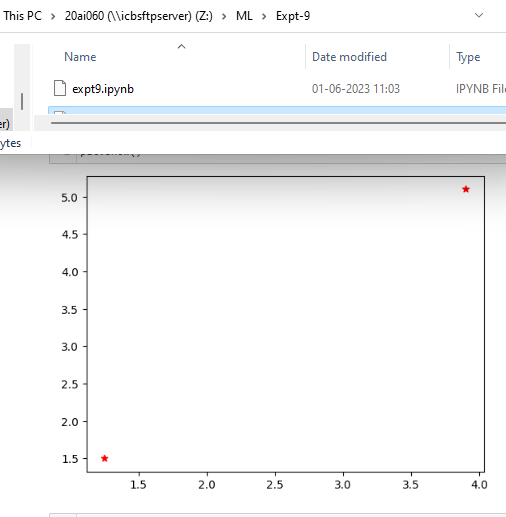 This PC > 20ai060 (\\icbsftpserver) (Z:) > ML > Expt-9
Name Date modified Type
expt9.ipynb 01-06-2023 11:03 IPYNB File
er)
ytes
5.0
4.5
4.0
3.5
3.0
2.5
2.0
1.5
1.5 2.0 2.5 3.0 3.5 4.0